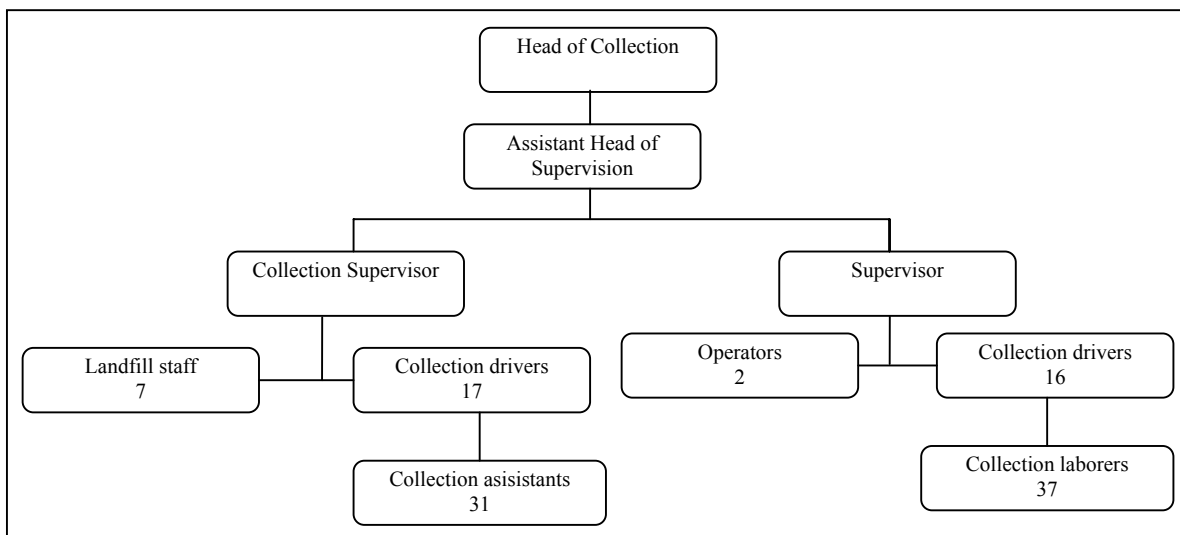 Head of Collection
Assistant Head of
Supervision
Collection Supervisor
Supervisor
Landfill staff
7
Collection drivers
17
Operators
2
Collection drivers
16
Collection asisistants
31
Collection laborers
37